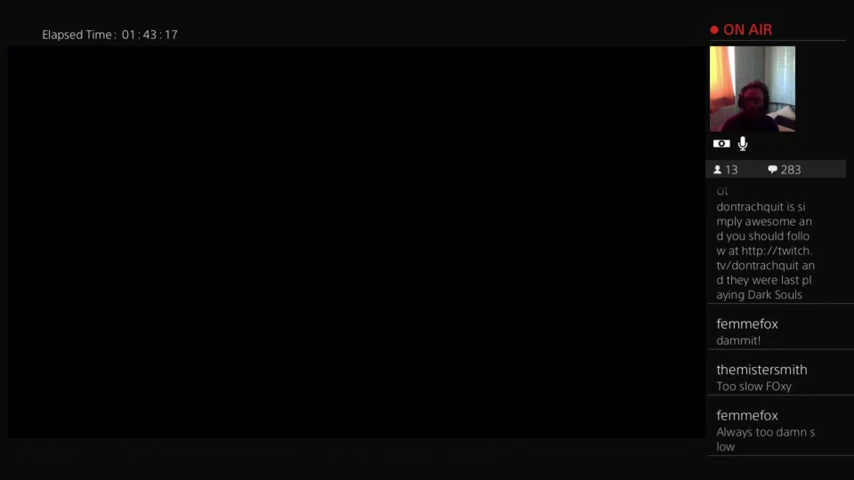 Elapsed Time: 01:43:17
ON AIR
13 283
dontrachquit is si
mply awesome an
d you should follo
w at http://twitch.
tv/dontrachquit an
d they were last pl
aying Dark Souls
femmefox
dammit!
themistersmith
Too slow FOxy
femmefox
Always too damn s
low